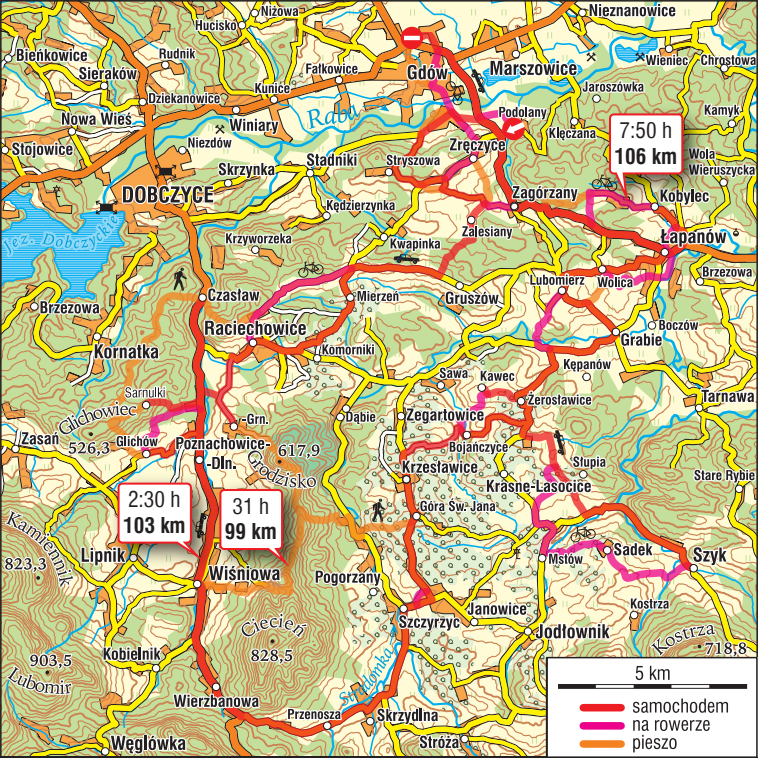 Nieznanowice
Niżowa
Hucisko
Bieńkowice
Rudnik
Wieniec
Chrostowa
Sieraków
Fałkowice
Gdów
Marszowice
Kunice
Jaroszówka
Dziekanowice
Raba
Podolany
Nowa Wieś
Winiary
Klęczana
Kamyk
7:50 h
106 km
Stojowice
Niezdów
Zręczyce
Stadniki
Stryszowa
Wola
Wieruszycka
Skrzynka
DOBCZYCE
Zagórzany
Kobylec
Kędzierzynka
Jez. Dobczyckie
Krzyworzeka
Kwapinka
Zalesiany
Łapanów
Lubomierz
Wolica
Brzezowa
Czasław
Mierzeń
Gruszów
Brzezowa
Raciechowice
Boczów
Kornatka
Komorniki
Grabie
Kępanów
Sawa
Kawec
Sarnulki
Tarnawa
Glichowiec
Dąbie
Zegartowice
Żerosławice
-Grn.
526,3
Zasań
Glichów
Poznachowice-
-Dln.
617,9
Bojańczyce
Grodzisko
Krzesławice
Słupia
Krasne-Lasocice
Stare Rybie
2:30 h
103 km
31 h
99 km
Góra Św. Jana
Kamiennik
823,3
Lipnik
Mstów
Sadek
Szyk
Wiśniowa
Pogorzany
Kostrza
Janowice
Ciecień
Szczyrzyc
Jodłownik
Kostrza
718,8
828,5
Kobielnik
903,5
Lubomir
Stradomka
5 km
Wierzbanowa
Przenosza
Skrzydlna
samochodem
na rowerze
pieszo
Węglówka
Stróża